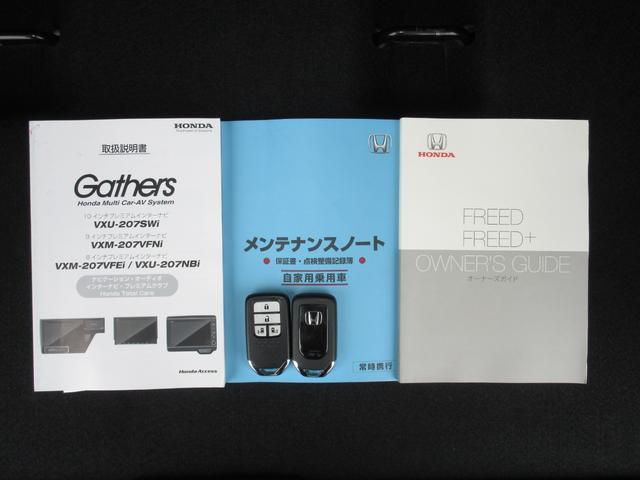 HONDA
取扱説明書
Gathers
Honda Multi Car-AV System
10インチプレミアムインターナビ
VXU-207SWi
9インチプレミアムインターナビ
VXM-207VFNi
8インチプレミアムインターナビ
VXM-207VFEi / VXU-207NBi
ナビゲーション・オーディオ
インターナビ・プレミアムクラブ
Honda Total Care
Honda Access
メンテナンスノート
保証書・点検整備記録簿
自家用乗用車
常時携行
HONDA
FREED
FREED+
OWNER'S GUIDE
オーナーズガイド